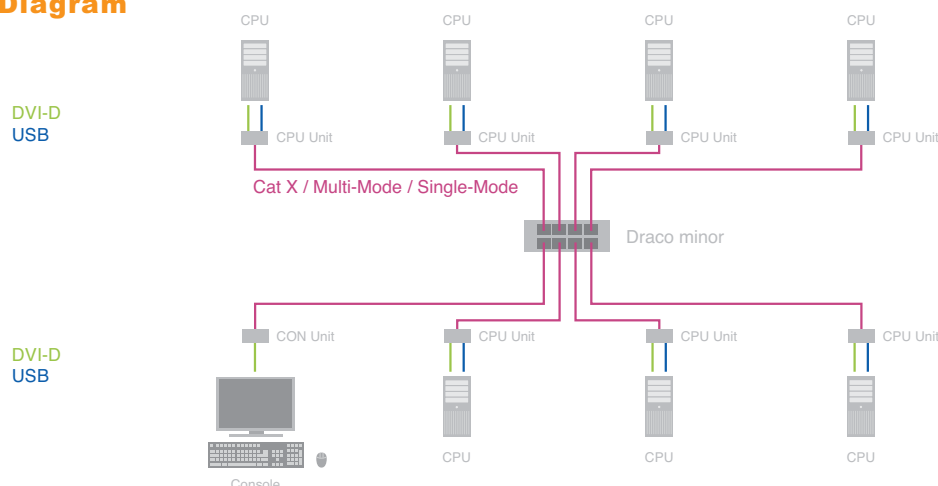 Diagram
CPU CPU CPU CPU
DVI-D
USB
CPU Unit CPU Unit CPU Unit CPU Unit
Cat X / Multi-Mode / Single-Mode
Draco minor
CON Unit CPU Unit CPU Unit CPU Unit
DVI-D
USB
CPU CPU CPU
Console